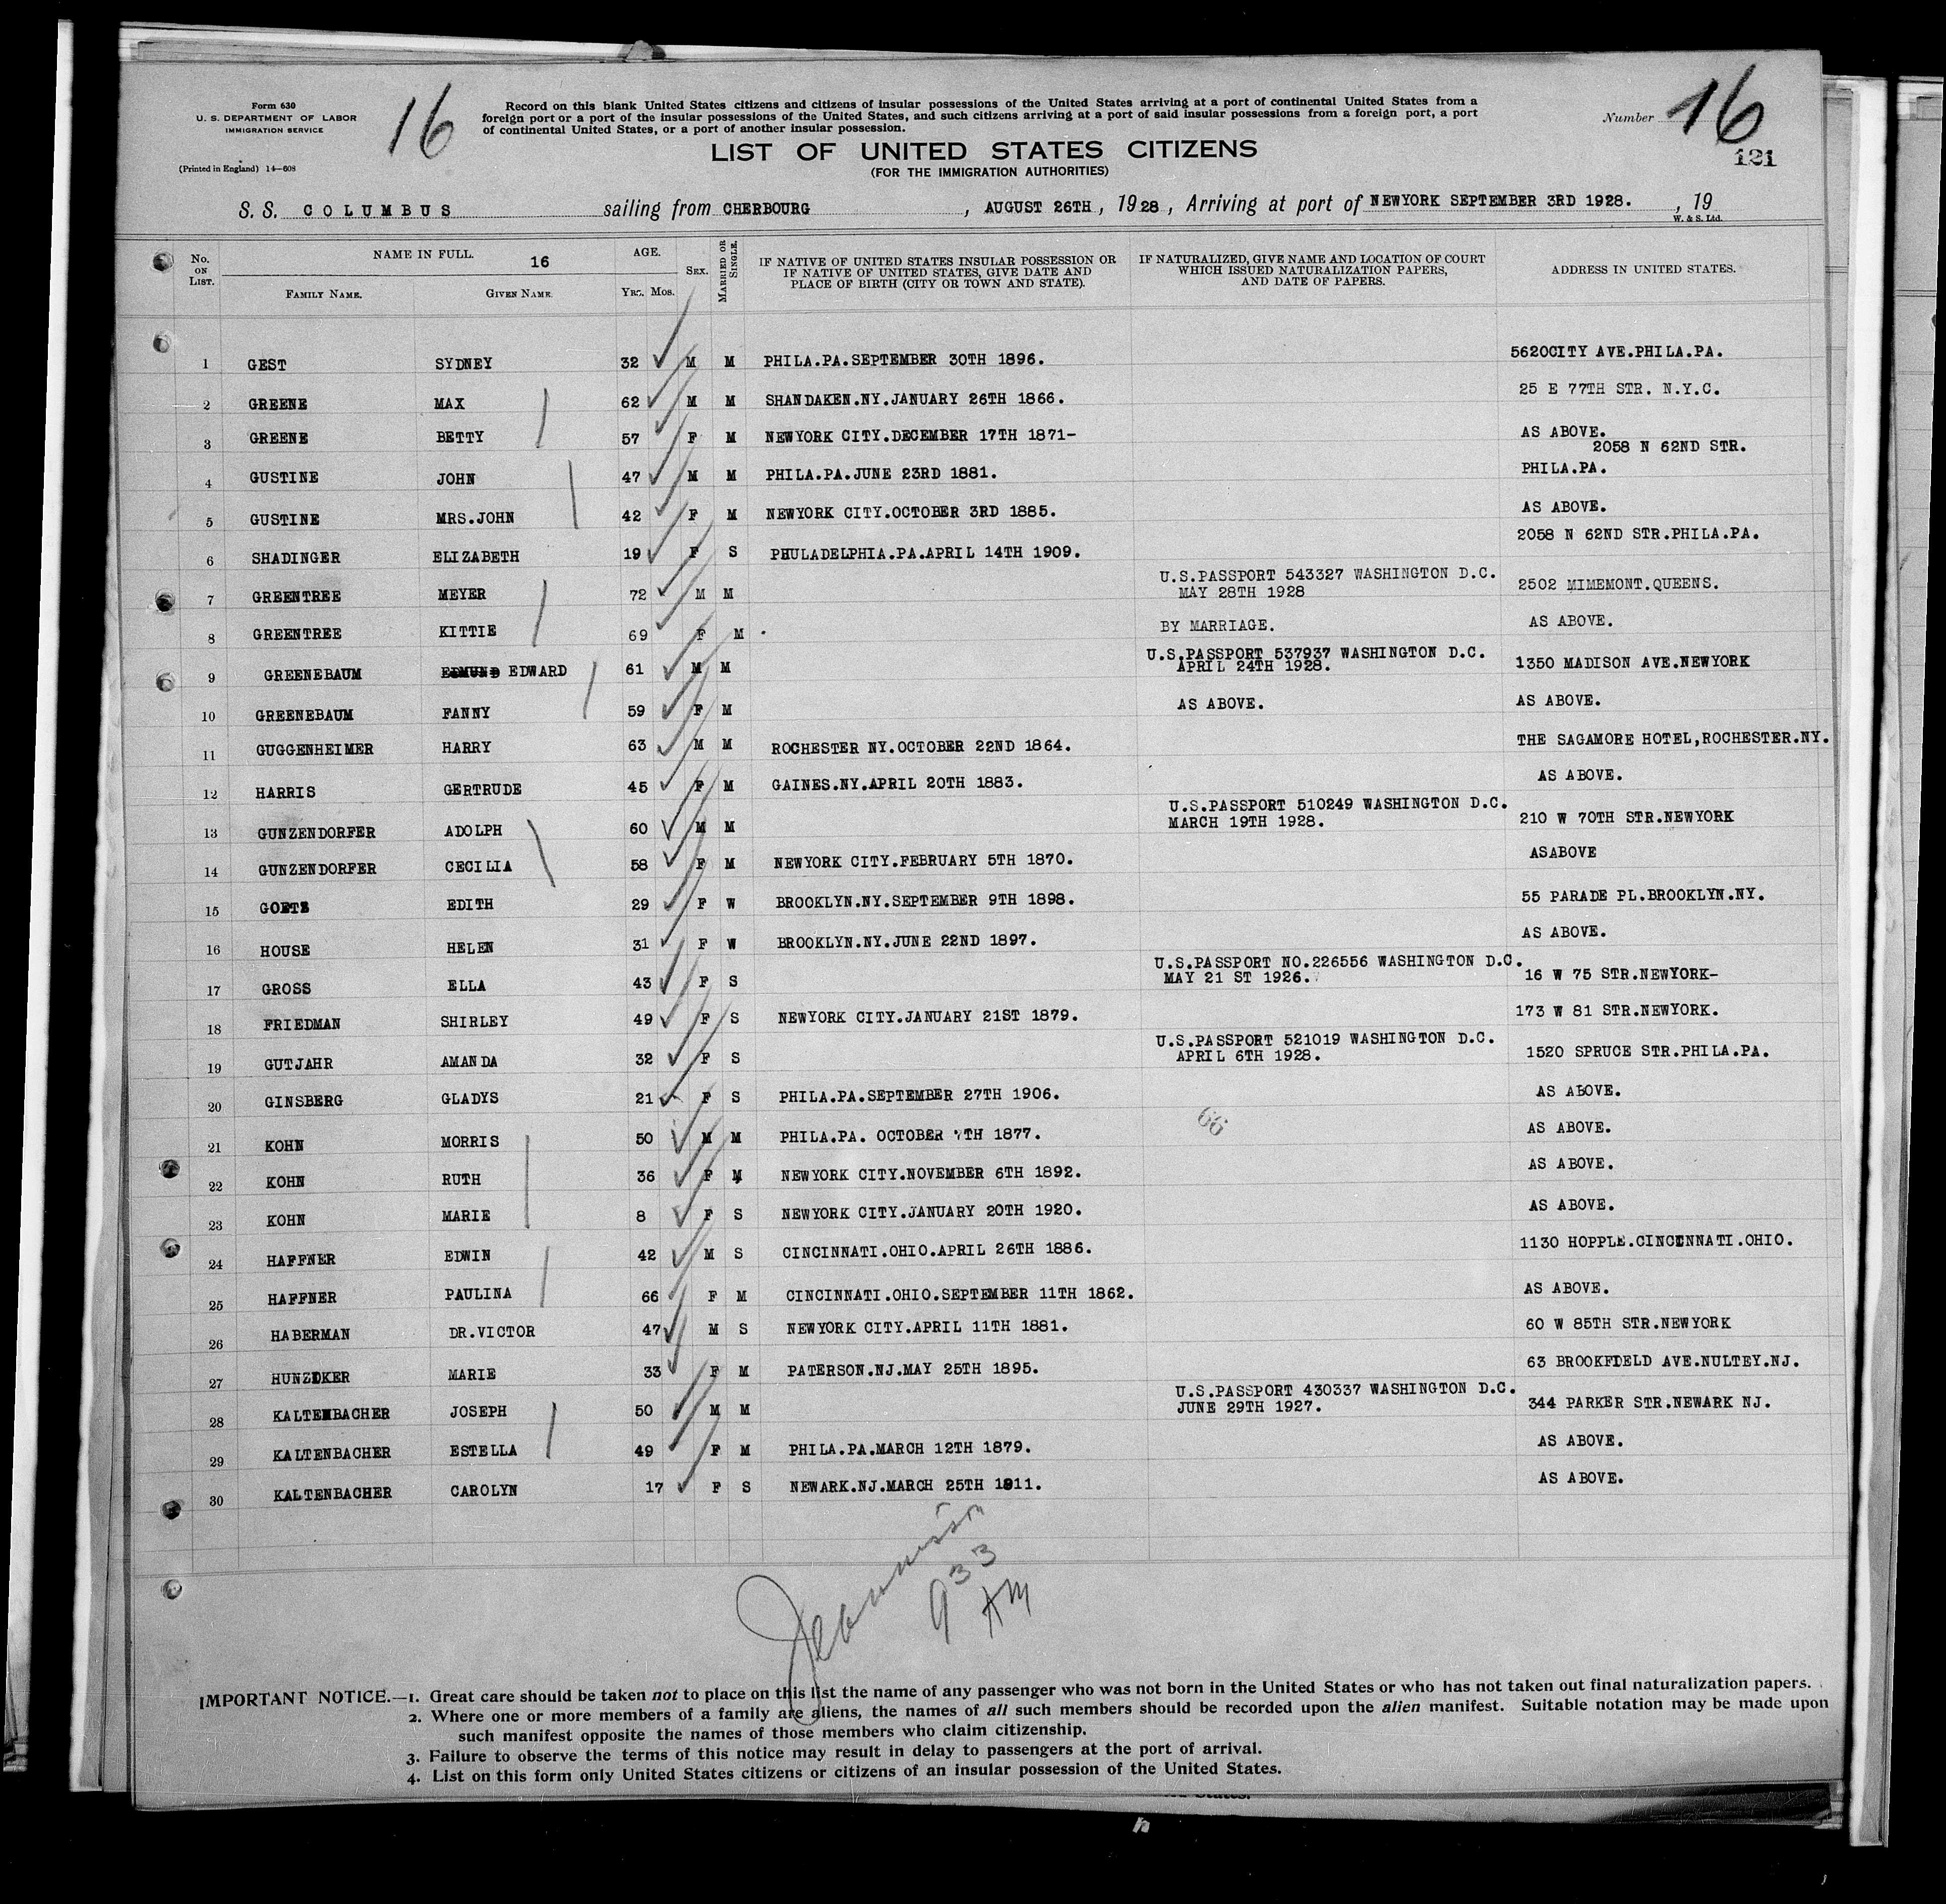 Form 630
U. S. DEPARTMENT OF LABOR
IMMIGRATION SERVICE
(Printed in England) 14—608
16
Record on this blank United States citizens and citizens of insular possessions of the United States arriving at a port of continental United States from a
foreign port or a port of the insular possessions of the United States, and such citizens arriving at a port of said insular possessions from a foreign port, a port
of continental United States, or a port of another insular possession.
Number 16
121
LIST OF UNITED STATES CITIZENS
(FOR THE IMMIGRATION AUTHORITIES)
S. S. COLUMBUS sailing from CHERBOURG, AUGUST 26TH, 1928, Arriving at port of NEWYORK SEPTEMBER 3RD 1928., 19
W. & S. Ltd.
No. ON LIST. NAME IN FULL. 16 AGE. SEX. MARRIED OR SINGLE. IF NATIVE OF UNITED STATES INSULAR POSSESSION OR IF NATIVE OF UNITED STATES, GIVE DATE AND PLACE OF BIRTH (CITY OR TOWN AND STATE). IF NATURALIZED, GIVE NAME AND LOCATION OF COURT WHICH ISSUED NATURALIZATION PAPERS, AND DATE OF PAPERS. ADDRESS IN UNITED STATES.
FAMILY NAME. GIVEN NAME. Yrs. Mos.
1 GEST SYDNEY 32 M M PHILA.PA.SEPTEMBER 30TH 1896. 5620CITY AVE.PHILA.PA.
2 GREENE MAX 62 M M SHANDAKEN.NY.JANUARY 26TH 1866. 25 E 77TH STR. N.Y.C.
3 GREENE BETTY 57 F M NEWYORK CITY.DECEMBER 17TH 1871- AS ABOVE.
2058 N 62ND STR.
4 GUSTINE JOHN 47 M M PHILA.PA.JUNE 23RD 1881. PHILA.PA.
5 GUSTINE MRS.JOHN 42 F M NEWYORK CITY.OCTOBER 3RD 1885. AS ABOVE.
6 SHADINGER ELIZABETH 19 F S PHULADELPHIA.PA.APRIL 14TH 1909. 2058 N 62ND STR.PHILA.PA.
7 GREENTREE MEYER 72 M M U.S.PASSPORT 543327 WASHINGTON D.C. MAY 28TH 1928 2502 MIMEMONT.QUEENS.
8 GREENTREE KITTIE 69 F M BY MARRIAGE. AS ABOVE.
9 GREENEBAUM EDMUND EDWARD 61 M M U.S.PASSPORT 537937 WASHINGTON D.C. APRIL 24TH 1928. 1350 MADISON AVE.NEWYORK
10 GREENEBAUM FANNY 59 F M AS ABOVE. AS ABOVE.
11 GUGGENHEIMER HARRY 63 M M ROCHESTER NY.OCTOBER 22ND 1864. THE SAGAMORE HOTEL,ROCHESTER.NY.
12 HARRIS GERTRUDE 45 F M GAINES.NY.APRIL 20TH 1883. AS ABOVE.
13 GUNZENDORFER ADOLPH 60 M M U.S.PASSPORT 510249 WASHINGTON D.C. MARCH 19TH 1928. 210 W 70TH STR.NEWYORK
14 GUNZENDORFER CECILIA 58 F M NEWYORK CITY.FEBRUARY 5TH 1870. ASABOVE
15 GOETZ EDITH 29 F W BROOKLYN.NY.SEPTEMBER 9TH 1898. 55 PARADE PL.BROOKLYN.NY.
16 HOUSE HELEN 31 F W BROOKLYN.NY.JUNE 22ND 1897. AS ABOVE.
17 GROSS ELLA 43 F S U.S.PASSPORT NO.226556 WASHINGTON D.C. MAY 21 ST 1926. 16 W 75 STR.NEWYORK-
18 FRIEDMAN SHIRLEY 49 F S NEWYORK CITY.JANUARY 21ST 1879. 173 W 81 STR.NEWYORK.
19 GUTJAHR AMANDA 32 F S U.S.PASSPORT 521019 WASHINGTON D.C. APRIL 6TH 1928. 1520 SPRUCE STR.PHILA.PA.
20 GINSBERG GLADYS 21 F S PHILA.PA.SEPTEMBER 27TH 1906. AS ABOVE.
66
21 KOHN MORRIS 50 M M PHILA.PA. OCTOBER 7TH 1877. AS ABOVE.
22 KOHN RUTH 36 F M NEWYORK CITY.NOVEMBER 6TH 1892. AS ABOVE.
23 KOHN MARIE 8 F S NEWYORK CITY.JANUARY 20TH 1920. AS ABOVE.
24 HAFFNER EDWIN 42 M S CINCINNATI.OHIO.APRIL 26TH 1886. 1130 HOPPLE.CINCINNATI.OHIO.
25 HAFFNER PAULINA 66 F M CINCINNATI.OHIO.SEPTEMBER 11TH 1862. AS ABOVE.
26 HABERMAN DR.VICTOR 47 M S NEWYORK CITY.APRIL 11TH 1881. 60 W 85TH STR.NEWYORK
27 HUNZIKER MARIE 33 F M PATERSON.NJ.MAY 25TH 1895. 63 BROOKFIELD AVE.NULTEY.NJ.
28 KALTENBACHER JOSEPH 50 M M U.S.PASSPORT 430337 WASHINGTON D.C. JUNE 29TH 1927. 344 PARKER STR.NEWARK NJ.
29 KALTENBACHER ESTELLA 49 F M PHILA.PA.MARCH 12TH 1879. AS ABOVE.
30 KALTENBACHER CAROLYN 17 F S NEWARK.NJ.MARCH 25TH 1911. AS ABOVE.
933
AM
IMPORTANT NOTICE.—1. Great care should be taken not to place on this list the name of any passenger who was not born in the United States or who has not taken out final naturalization papers.
2. Where one or more members of a family are aliens, the names of all such members should be recorded upon the alien manifest. Suitable notation may be made upon
such manifest opposite the names of those members who claim citizenship.
3. Failure to observe the terms of this notice may result in delay to passengers at the port of arrival.
4. List on this form only United States citizens or citizens of an insular possession of the United States.